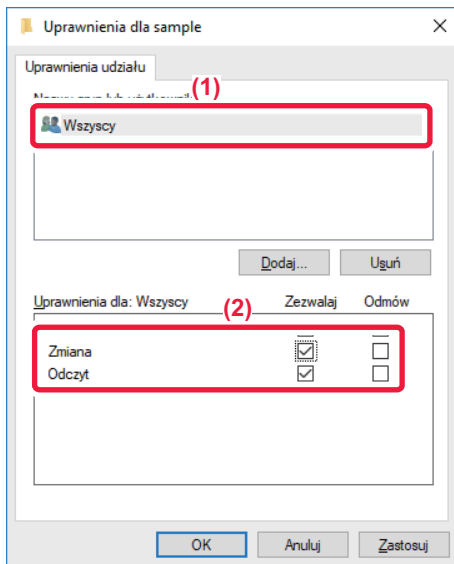 Uprawnienia dla sample
Uprawnienia udziału
(1)
Wszyscy
Dodaj... Usuń
Uprawnienia dla: Wszyscy (2) Zezwalaj Odmów
Zmiana
Odczyt
OK Anuluj Zastosuj